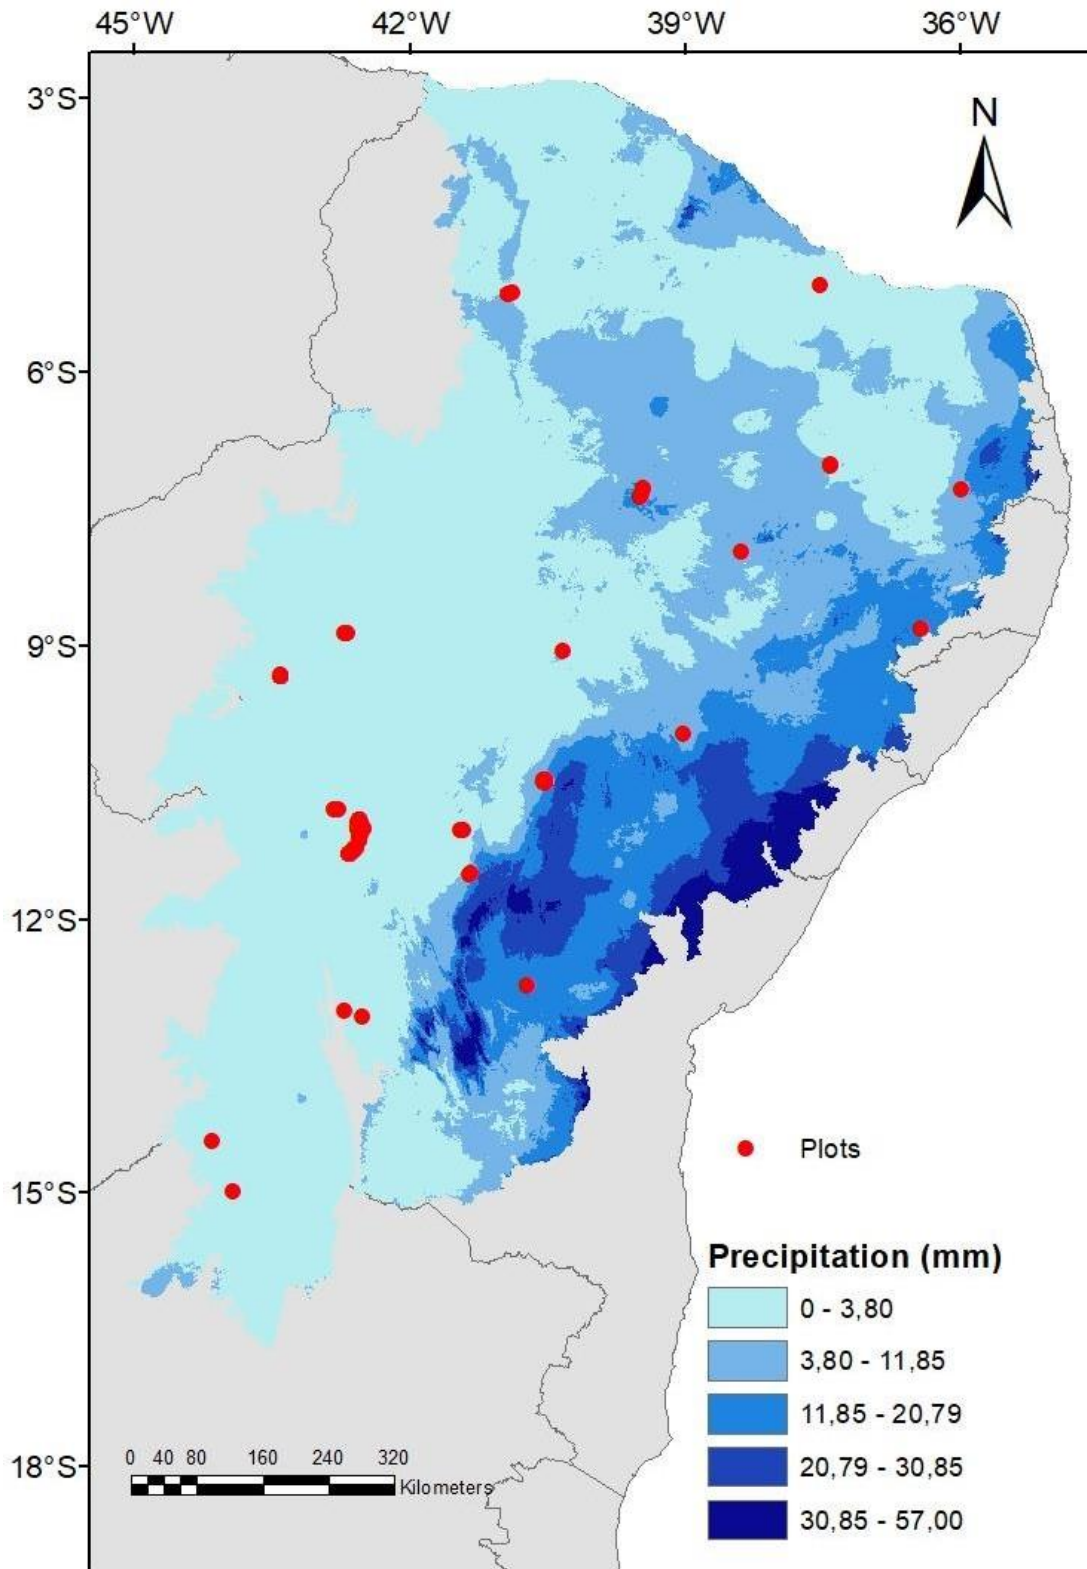 45°W 42°W 39°W 36°W
3°S
N
6°S
9°S
12°S
Plots
15°S
Precipitation (mm)
0 - 3,80
3,80 - 11,85
11,85 - 20,79
18°S
0 40 80 160 240 320
Kilometers
20,79 - 30,85
30,85 - 57,00